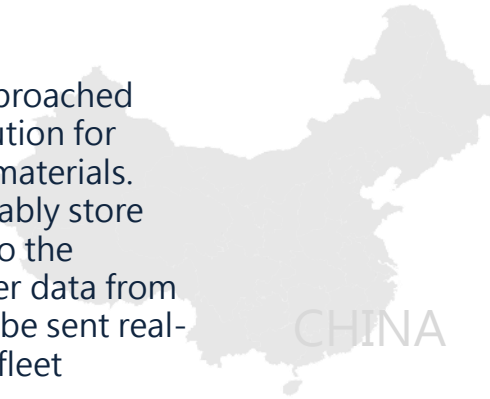 proached
ution for
materials.
ably store
o the
er data from
be sent real-
fleet
CHINA